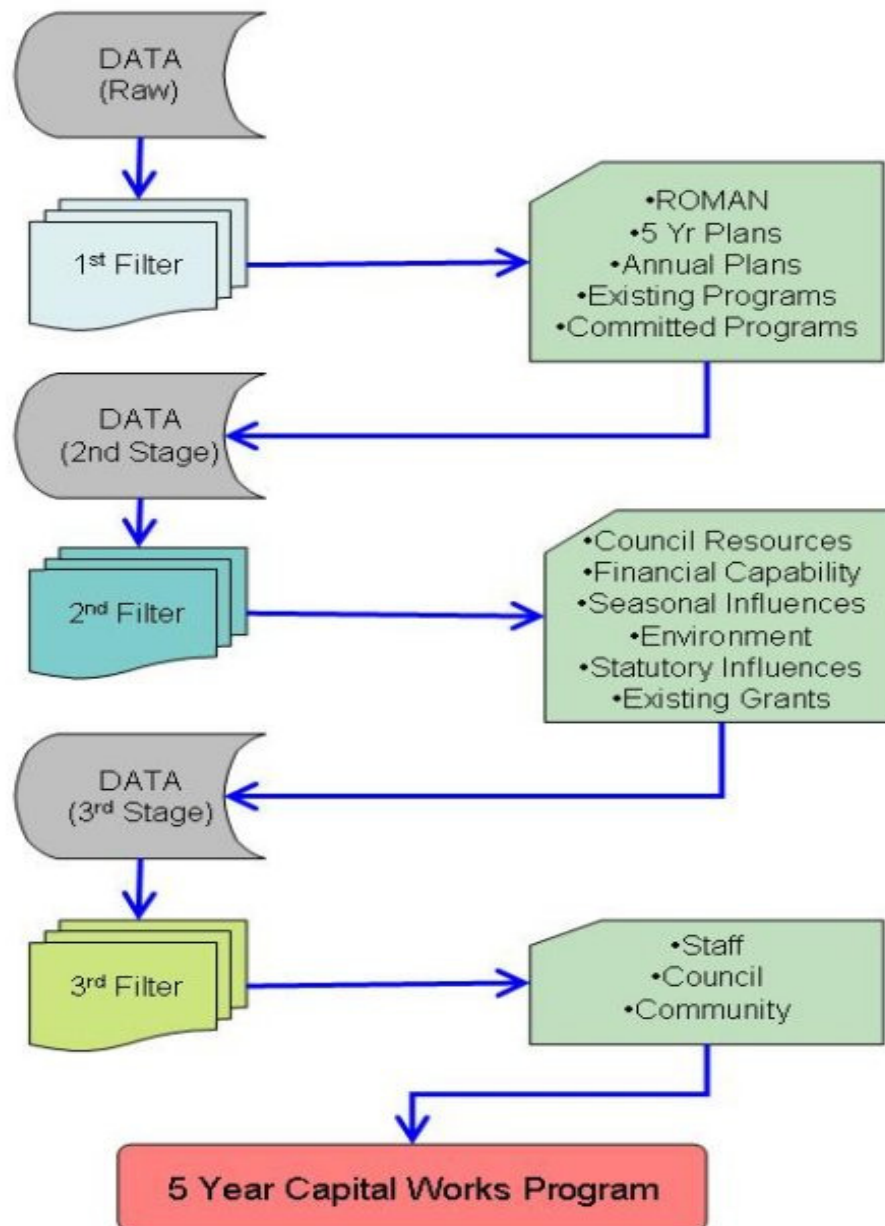 DATA
(Raw)
1st Filter
•ROMAN
•5 Yr Plans
•Annual Plans
•Existing Programs
•Committed Programs
DATA
(2nd Stage)
2nd Filter
•Council Resources
•Financial Capability
•Seasonal Influences
•Environment
•Statutory Influences
•Existing Grants
DATA
(3rd Stage)
3rd Filter
•Staff
•Council
•Community
5 Year Capital Works Program